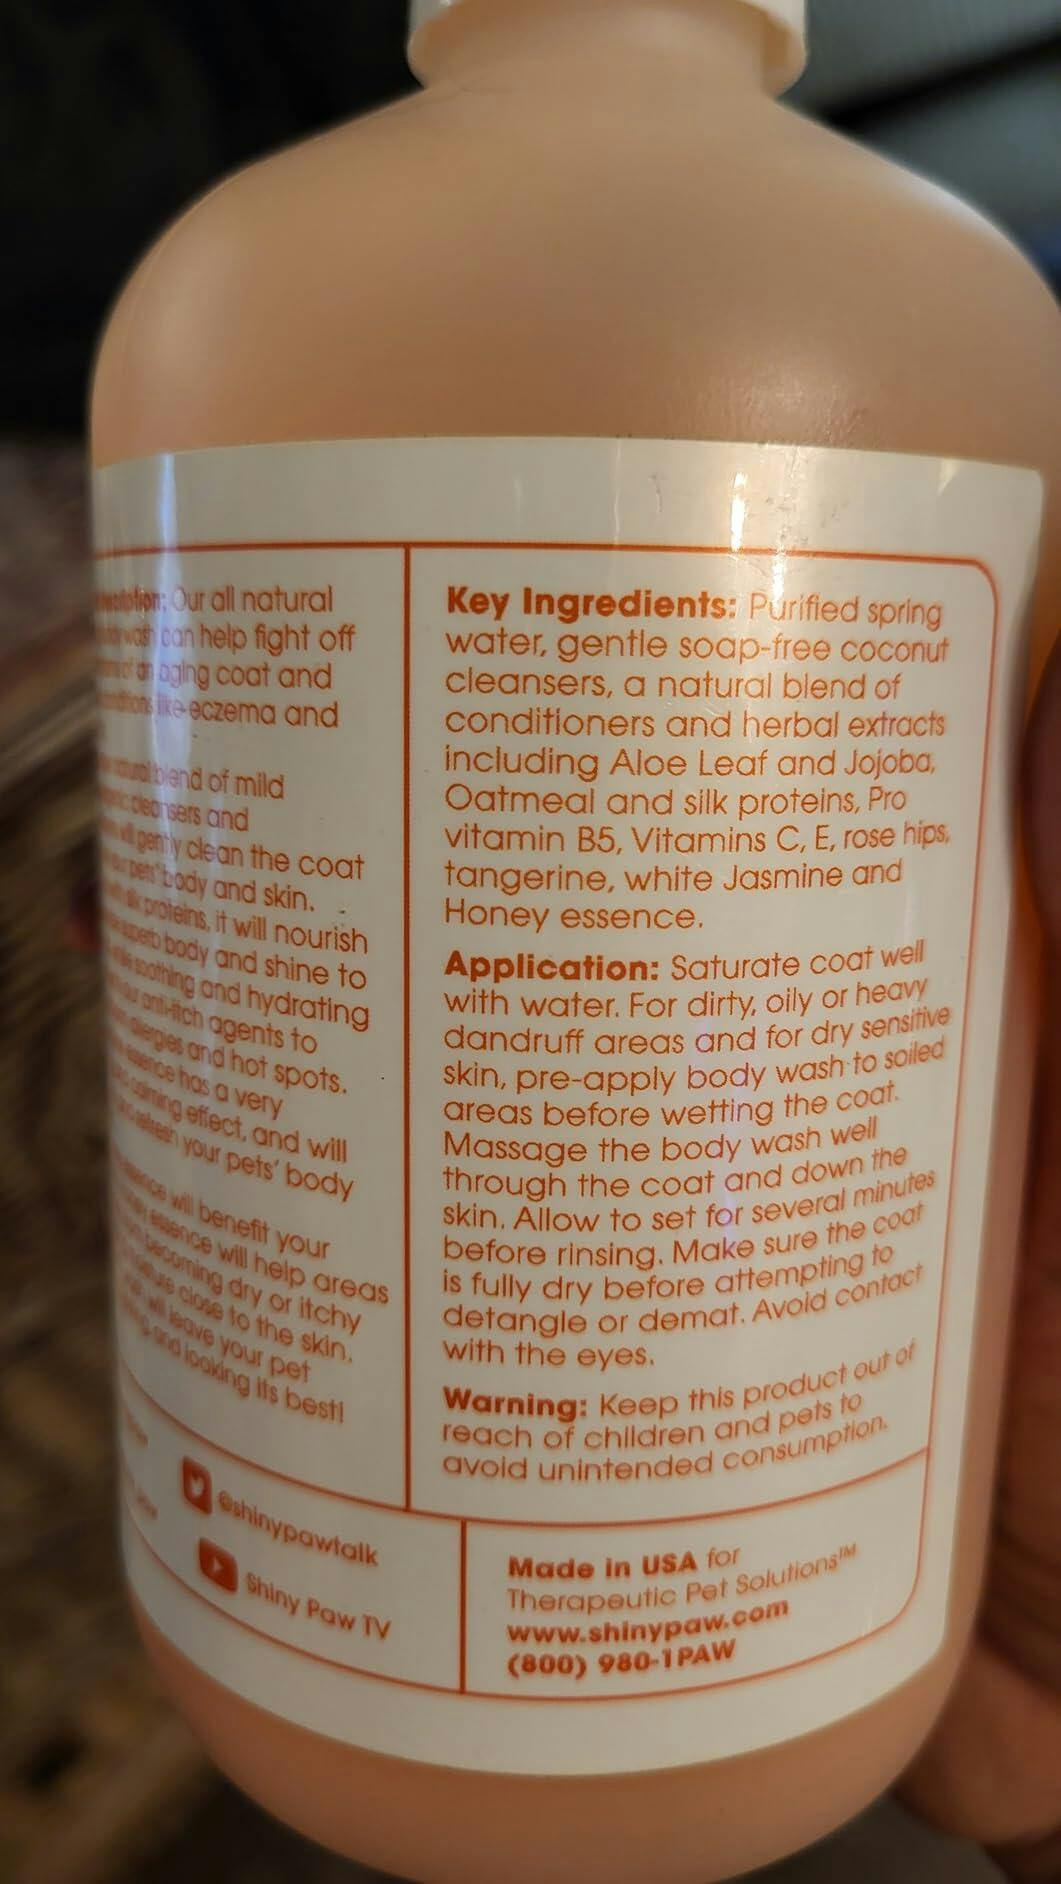 Our all natural
can help fight off
aging coat and
like eczema and
blend of mild
cleansers and
will gently clean the coat
pets' body and skin.
silk proteins, it will nourish
superb body and shine to
soothing and hydrating
our anti-itch agents to
allergies and hot spots.
essence has a very
calming effect, and will
refresh your pets' body
essence will benefit your
essence will help areas
becoming dry or itchy
close to the skin.
will leave your pet
and looking its best!
@shinypawtalk
Shiny Paw TV
Key Ingredients: Purified spring
water, gentle soap-free coconut
cleansers, a natural blend of
conditioners and herbal extracts
including Aloe Leaf and Jojoba,
Oatmeal and silk proteins, Pro
vitamin B5, Vitamins C, E, rose hips,
tangerine, white Jasmine and
Honey essence.
Application: Saturate coat well
with water. For dirty, oily or heavy
dandruff areas and for dry sensitive
skin, pre-apply body wash to soiled
areas before wetting the coat.
Massage the body wash well
through the coat and down the
skin. Allow to set for several minutes
before rinsing. Make sure the coat
is fully dry before attempting to
detangle or demat. Avoid contact
with the eyes.
Warning: Keep this product out of
reach of children and pets to
avoid unintended consumption.
Made in USA for
Therapeutic Pet Solutions™
www.shinypaw.com
(800) 980-1PAW